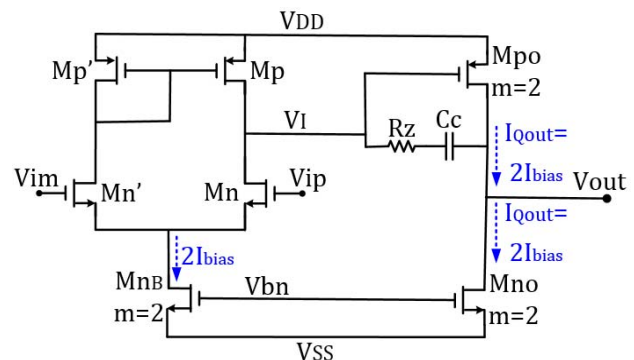 VDD
Mp'
Mp
Mpo
m=2
VI
Rz
Cc
IQout=
2Ibias
Vim
Mn'
Mn
Vip
Vout
IQout=
2Ibias
2Ibias
MnB
m=2
Vbn
Mno
m=2
VSS